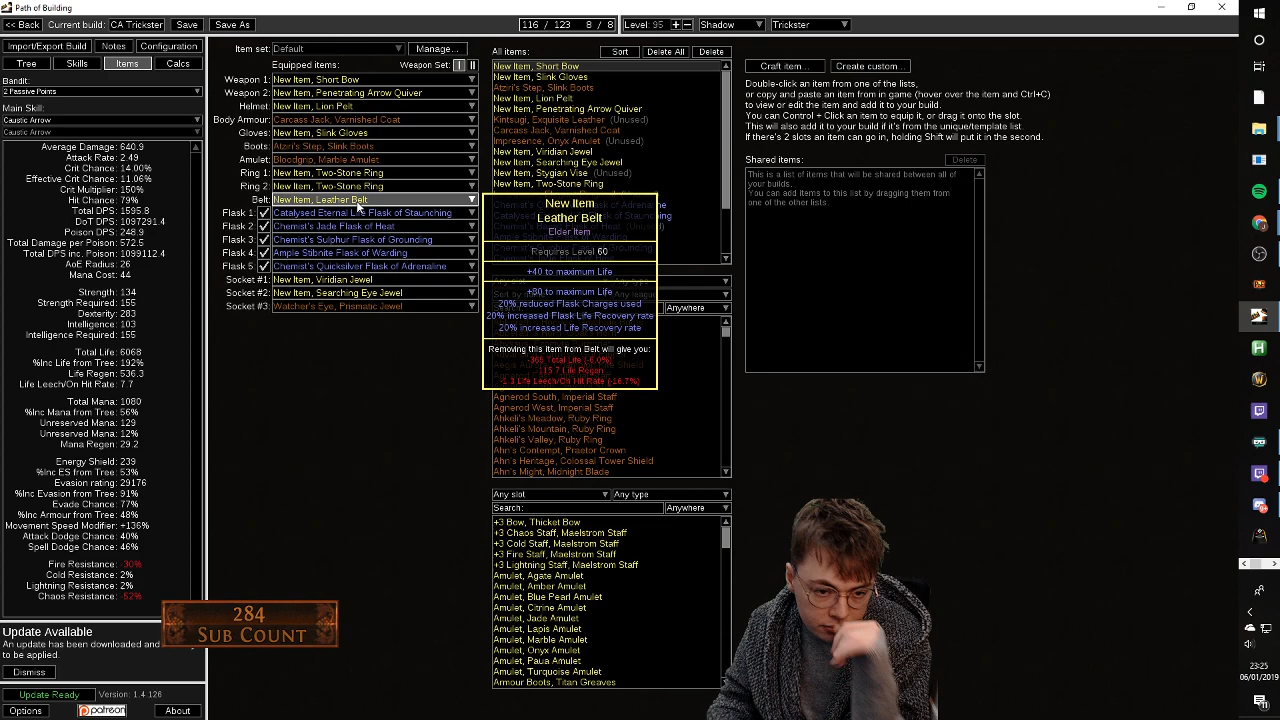 Path of Building
<< Back
Current build:
CA Trickster
Save
Save As
116 / 123   8 / 8
Level: 95
+
-
Shadow
Trickster
Import/Export Build
Notes
Configuration
Tree
Skills
Items
Calcs
Bandit:
2 Passive Points
Main Skill:
Caustic Arrow
Caustic Arrow
Average Damage: 640.9
Attack Rate: 2.49
Crit Chance: 14.00%
Effective Crit Chance: 11.06%
Crit Multiplier: 150%
Hit Chance: 79%
Total DPS: 1595.8
DoT DPS: 1097291.4
Poison DPS: 248.9
Total Damage per Poison: 572.5
Total DPS inc. Poison: 1099112.4
AoE Radius: 26
Mana Cost: 44
Strength: 134
Strength Required: 155
Dexterity: 283
Intelligence: 103
Intelligence Required: 155
Total Life: 6068
%Inc Life from Tree: 192%
Life Regen: 536.3
Life Leech/On Hit Rate: 7.7
Total Mana: 1080
%Inc Mana from Tree: 56%
Unreserved Mana: 129
Unreserved Mana: 12%
Mana Regen: 29.2
Energy Shield: 239
%Inc ES from Tree: 53%
Evasion rating: 29176
%Inc Evasion from Tree: 91%
Evade Chance: 77%
%Inc Armour from Tree: 48%
Movement Speed Modifier: +136%
Attack Dodge Chance: 40%
Spell Dodge Chance: 46%
Fire Resistance: -30%
Cold Resistance: 2%
Lightning Resistance: 2%
Chaos Resistance: -52%
Update Available
An update has been downloaded and
to be applied.
Dismiss
Update Ready
Version: 1.4.126
Options
patreon
About
284
SUB COUNT
Item set:
Default
Manage...
Equipped items:
Weapon Set:
I
II
Weapon 1: New Item, Short Bow
Weapon 2: New Item, Penetrating Arrow Quiver
Helmet: New Item, Lion Pelt
Body Armour: Carcass Jack, Varnished Coat
Gloves: New Item, Slink Gloves
Boots: Atziri's Step, Slink Boots
Amulet: Bloodgrip, Marble Amulet
Ring 1: New Item, Two-Stone Ring
Ring 2: New Item, Two-Stone Ring
Belt: New Item, Leather Belt
Flask 1: Catalysed Eternal Life Flask of Staunching
Flask 2: Chemist's Jade Flask of Heat
Flask 3: Chemist's Sulphur Flask of Grounding
Flask 4: Ample Stibnite Flask of Warding
Flask 5: Chemist's Quicksilver Flask of Adrenaline
Socket #1: New Item, Viridian Jewel
Socket #2: New Item, Searching Eye Jewel
Socket #3: Watcher's Eye, Prismatic Jewel
All items:
Sort
Delete All
Delete
New Item, Short Bow
New Item, Slink Gloves
Atziri's Step, Slink Boots
New Item, Lion Pelt
New Item, Penetrating Arrow Quiver
Kintsugi, Exquisite Leather (Unused)
Carcass Jack, Varnished Coat
Impresence, Onyx Amulet (Unused)
New Item, Viridian Jewel
New Item, Searching Eye Jewel
New Item, Stygian Vise (Unused)
New Item, Two-Stone Ring
New Item
Leather Belt
Elder Item
Requires Level 60
+40 to maximum Life
+80 to maximum Life
20% reduced Flask Charges used
20% increased Flask Life Recovery rate
20% increased Life Recovery rate
Removing this item from Belt will give you:
-365 Total Life (-6.0%)
-115.7 Life Regen
-1.3 Life Leech/On Hit Rate (-16.7%)
Anywhere
Agnerod South, Imperial Staff
Agnerod West, Imperial Staff
Ahkeli's Meadow, Ruby Ring
Ahkeli's Mountain, Ruby Ring
Ahkeli's Valley, Ruby Ring
Ahn's Contempt, Praetor Crown
Ahn's Heritage, Colossal Tower Shield
Ahn's Might, Midnight Blade
Any slot
Any type
Search:
Anywhere
+3 Bow, Thicket Bow
+3 Chaos Staff, Maelstrom Staff
+3 Cold Staff, Maelstrom Staff
+3 Fire Staff, Maelstrom Staff
+3 Lightning Staff, Maelstrom Staff
Amulet, Agate Amulet
Amulet, Amber Amulet
Amulet, Blue Pearl Amulet
Amulet, Citrine Amulet
Amulet, Jade Amulet
Amulet, Lapis Amulet
Amulet, Marble Amulet
Amulet, Onyx Amulet
Amulet, Paua Amulet
Amulet, Turquoise Amulet
Armour Boots, Titan Greaves
Craft item...
Create custom...
Double-click an item from one of the lists,
or copy and paste an item from in game (hover over the item and Ctrl+C)
to view or edit the item and add it to your build.
You can Control + Click an item to equip it, or drag it onto the slot.
This will also add it to your build if it's from the unique/template list.
If there's 2 slots an item can go in, holding Shift will put it in the second.
Shared items:
Delete
This is a list of items that will be shared between all of
your builds.
You can add items to this list by dragging them from
one of the other lists.
23:25
06/01/2019